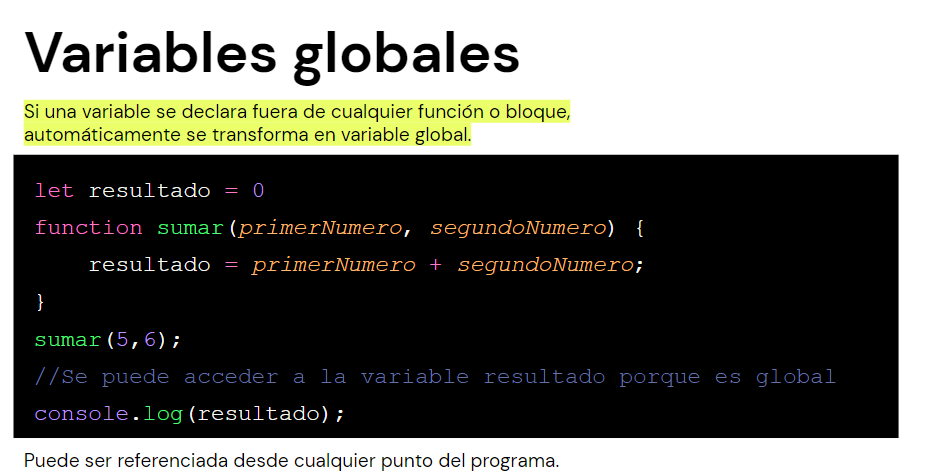 Variables globales
Si una variable se declara fuera de cualquier función o bloque,
automáticamente se transforma en variable global.
let resultado = 0
function sumar(primerNumero, segundoNumero) {
    resultado = primerNumero + segundoNumero;
}
sumar(5,6);
//Se puede acceder a la variable resultado porque es global
console.log(resultado);
Puede ser referenciada desde cualquier punto del programa.